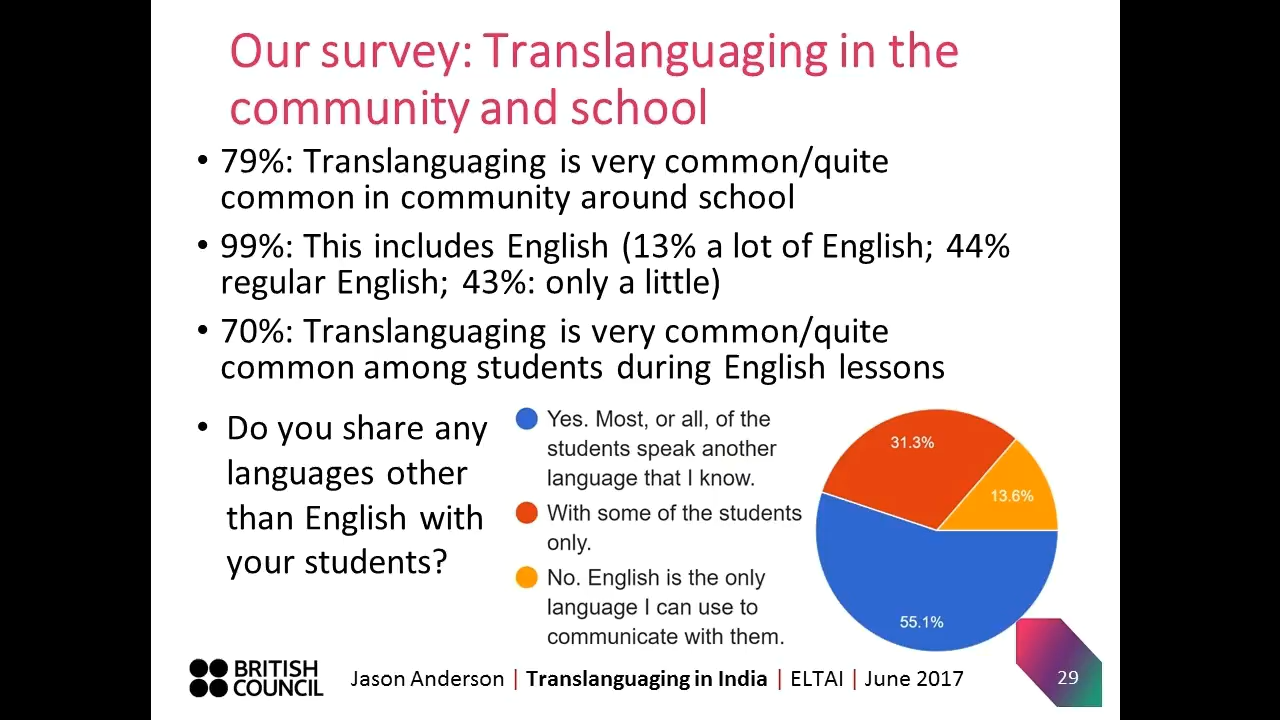 Our survey: Translanguaging in the
community and school
• 79%: Translanguaging is very common/quite
common in community around school
• 99%: This includes English (13% a lot of English; 44%
regular English; 43%: only a little)
• 70%: Translanguaging is very common/quite
common among students during English lessons
• Do you share any
languages other
than English with
your students?
Yes. Most, or all, of the
students speak another
language that I know.
With some of the students
only.
No. English is the only
language I can use to
communicate with them.
31.3%
13.6%
55.1%
BRITISH
COUNCIL
Jason Anderson | Translanguaging in India | ELTAI | June 2017
29